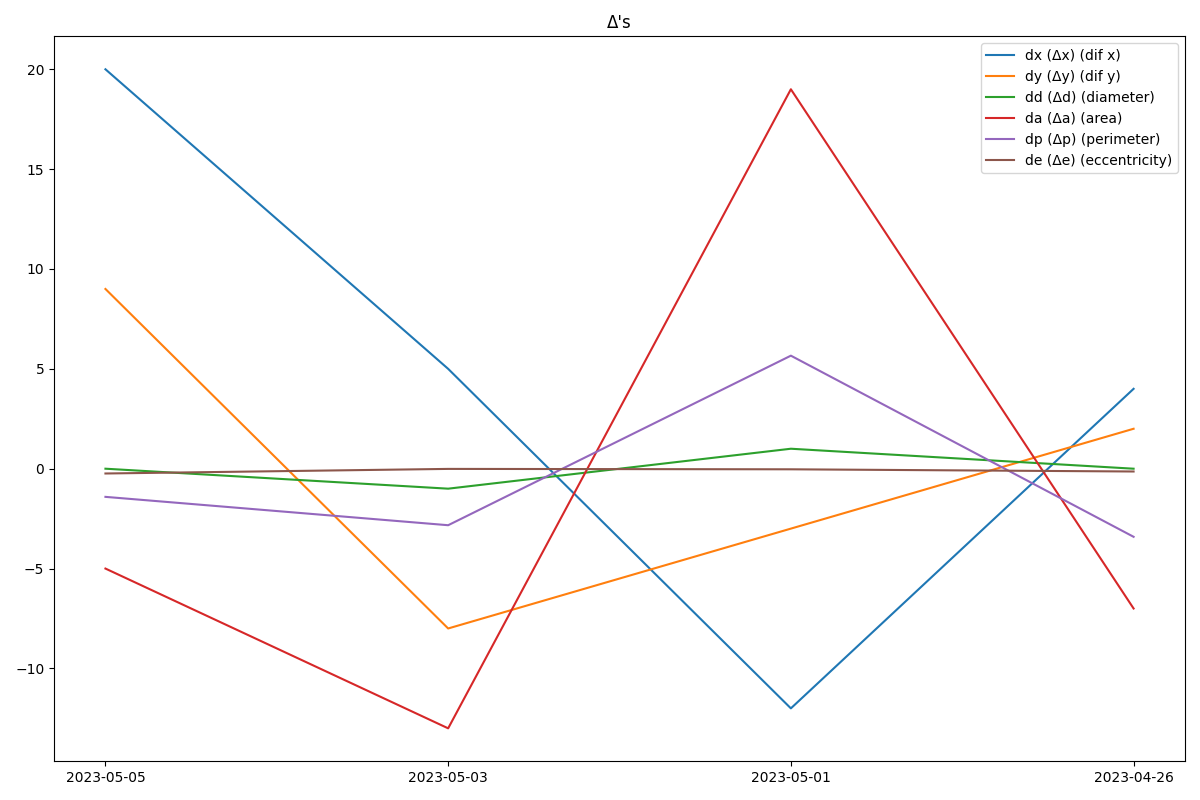 Δ's
dx (Δx) (dif x)
dy (Δy) (dif y)
dd (Δd) (diameter)
da (Δa) (area)
dp (Δp) (perimeter)
de (Δe) (eccentricity)
20
15
10
5
0
−5
−10
2023-05-05 2023-05-03 2023-05-01 2023-04-26